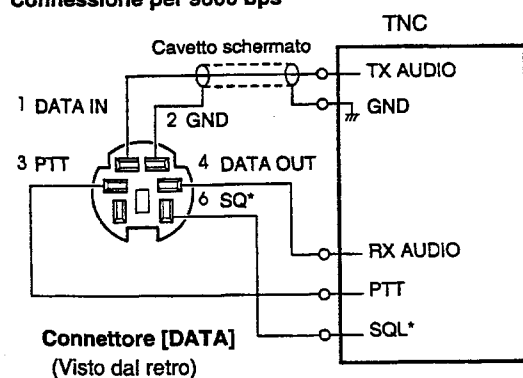 Connessione per 9600 bps
TNC
Cavetto schermato
TX AUDIO
1 DATA IN
GND
2 GND
3 PTT
4 DATA OUT
6 SQ*
RX AUDIO
PTT
SQL*
Connettore [DATA]
(Visto dal retro)